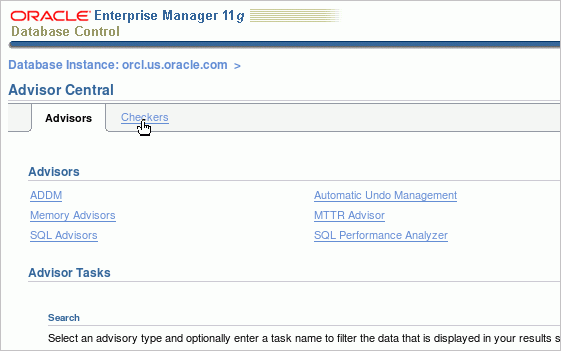 ORACLE Enterprise Manager 11g
Database Control
Database Instance: orcl.us.oracle.com >
Advisor Central
Advisors Checkers
Advisors
ADDM Automatic Undo Management
Memory Advisors MTTR Advisor
SQL Advisors SQL Performance Analyzer
Advisor Tasks
Search
Select an advisory type and optionally enter a task name to filter the data that is displayed in your results s